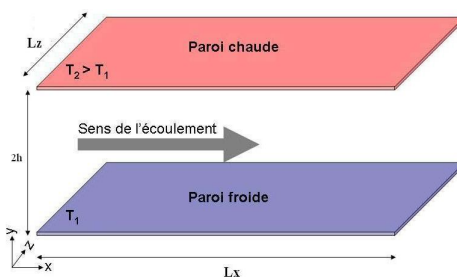 Lz
Paroi chaude
T₂ > T₁
Sens de l'écoulement
2h
Paroi froide
T₁
y
z
x
Lx